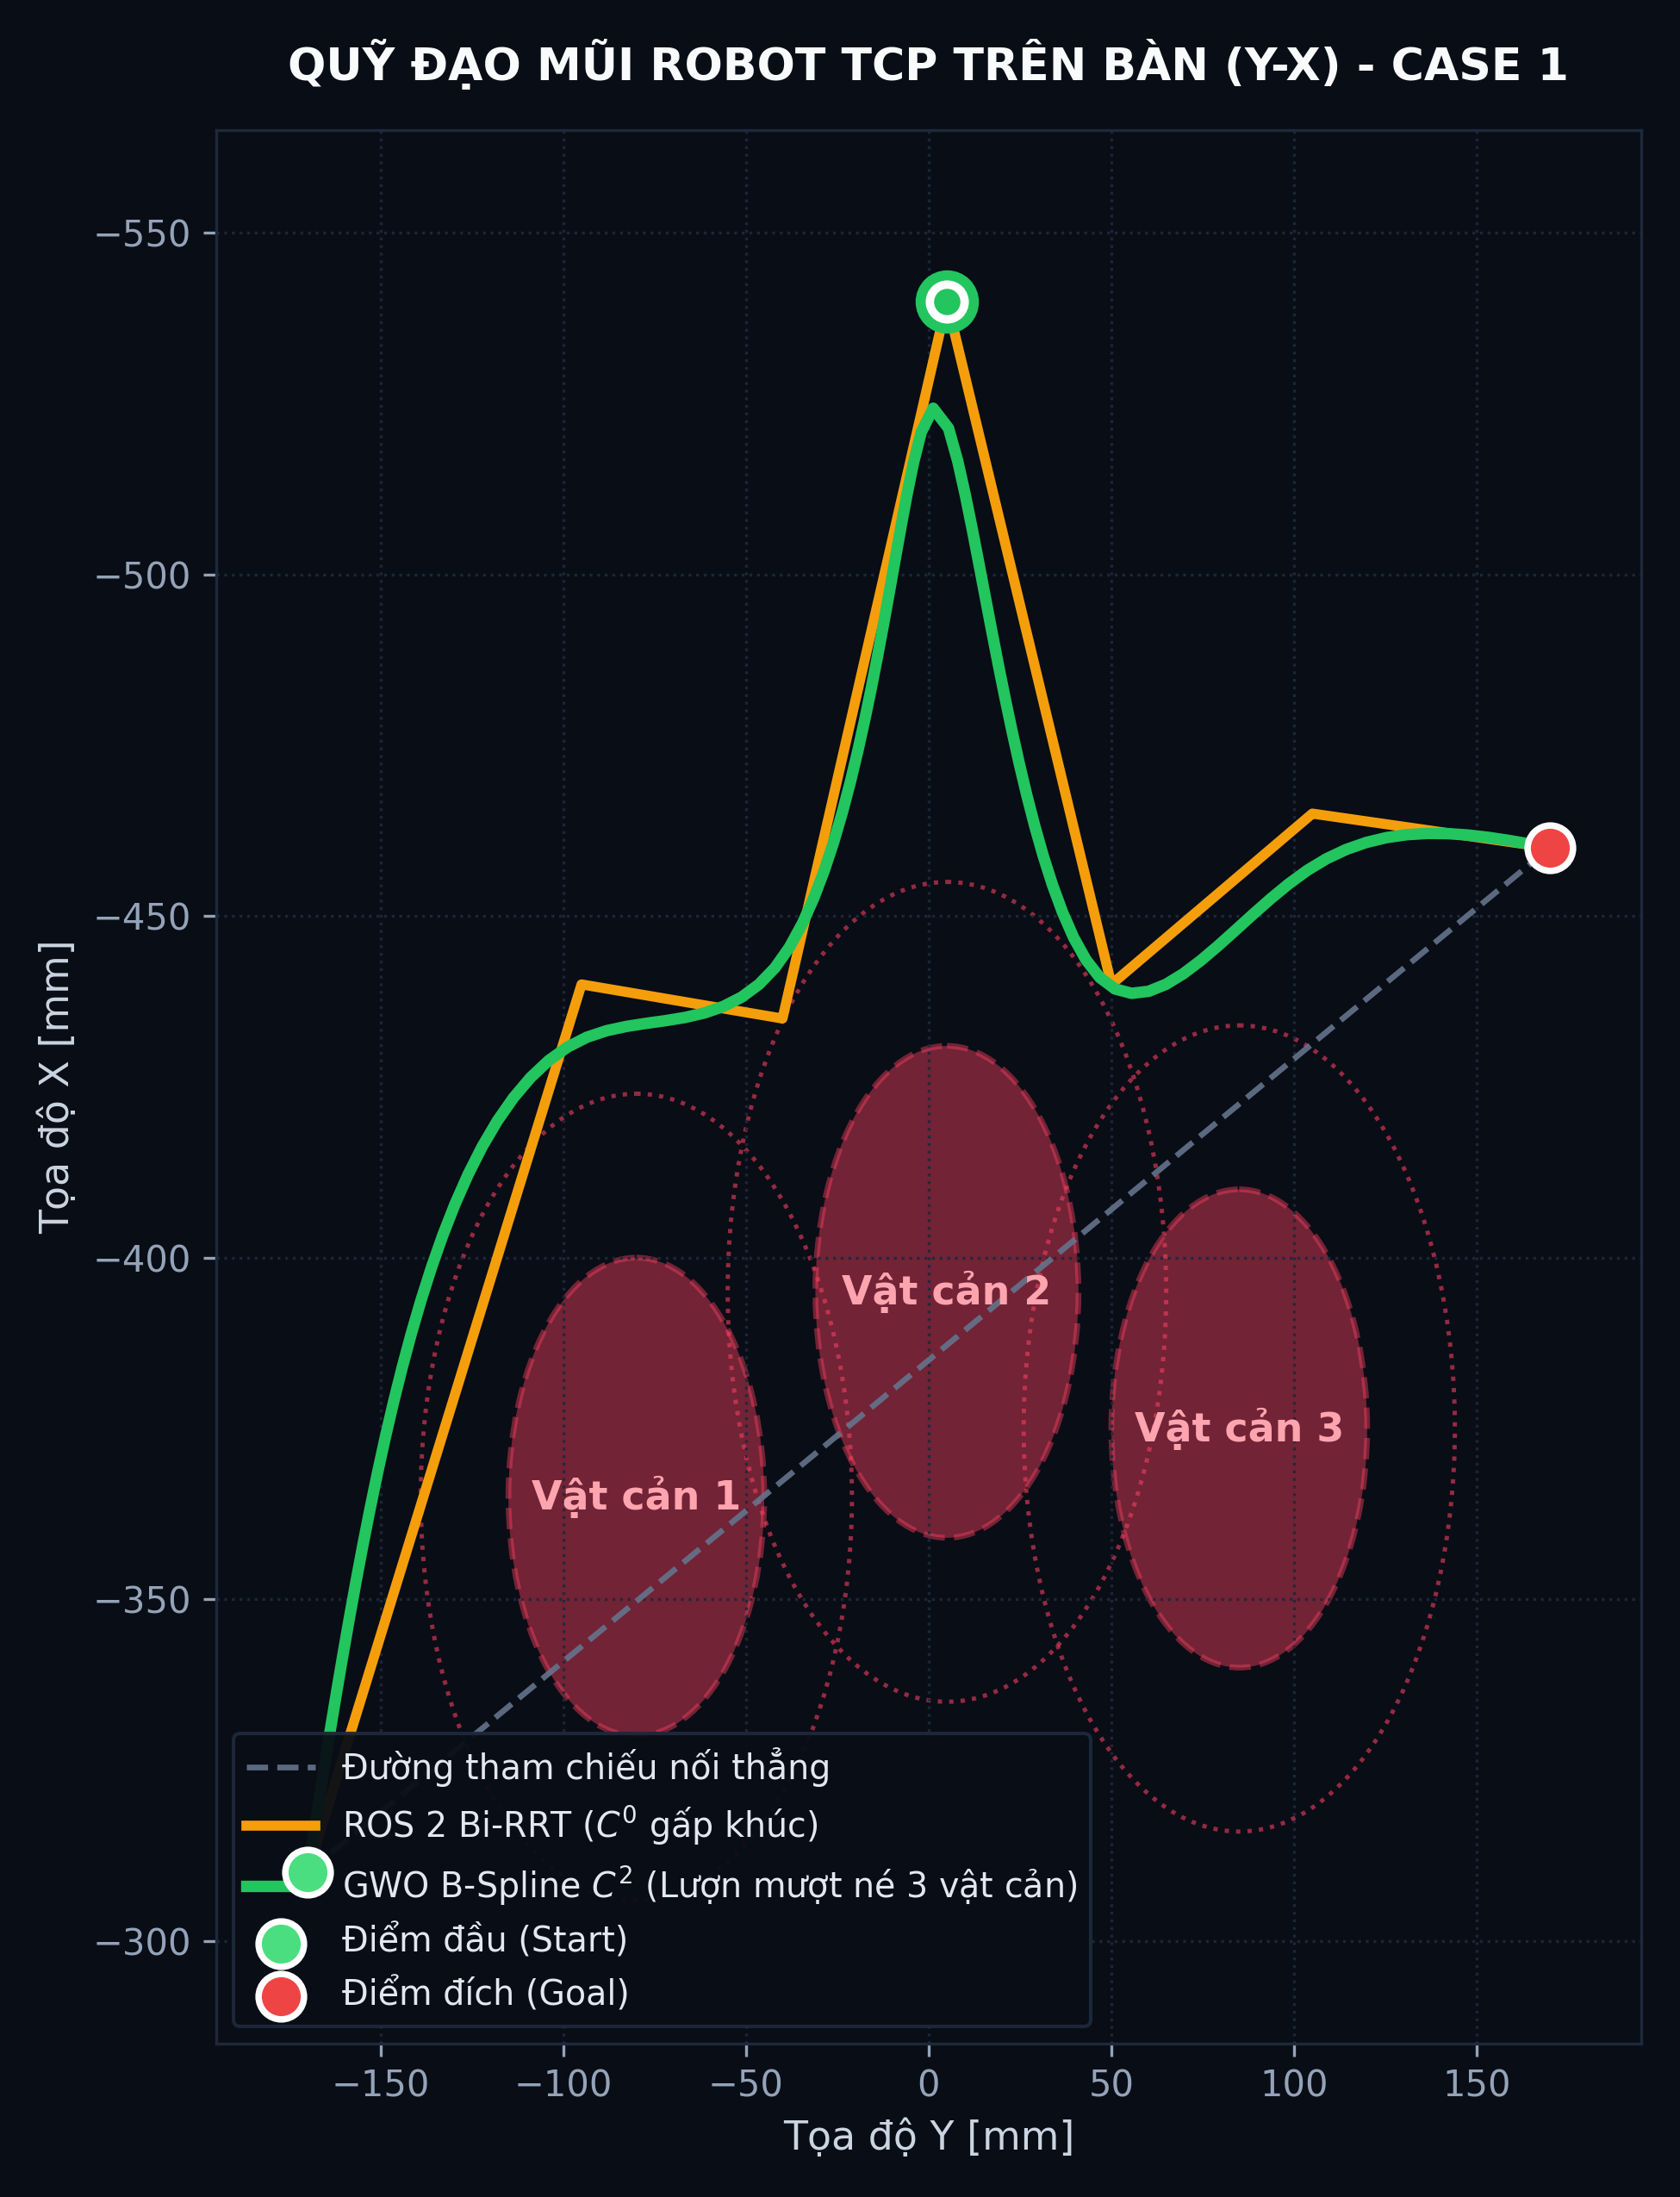 QUỸ ĐẠO MŨI ROBOT TCP TRÊN BÀN (Y-X) - CASE 1
Tọa độ X [mm]
−550
−500
−450
−400
−350
−300
Vật cản 2
Vật cản 3
Vật cản 1
Đường tham chiếu nối thẳng
ROS 2 Bi-RRT (C⁰ gấp khúc)
GWO B-Spline C² (Lượn mượt né 3 vật cản)
Điểm đầu (Start)
Điểm đích (Goal)
−150 −100 −50 0 50 100 150
Tọa độ Y [mm]